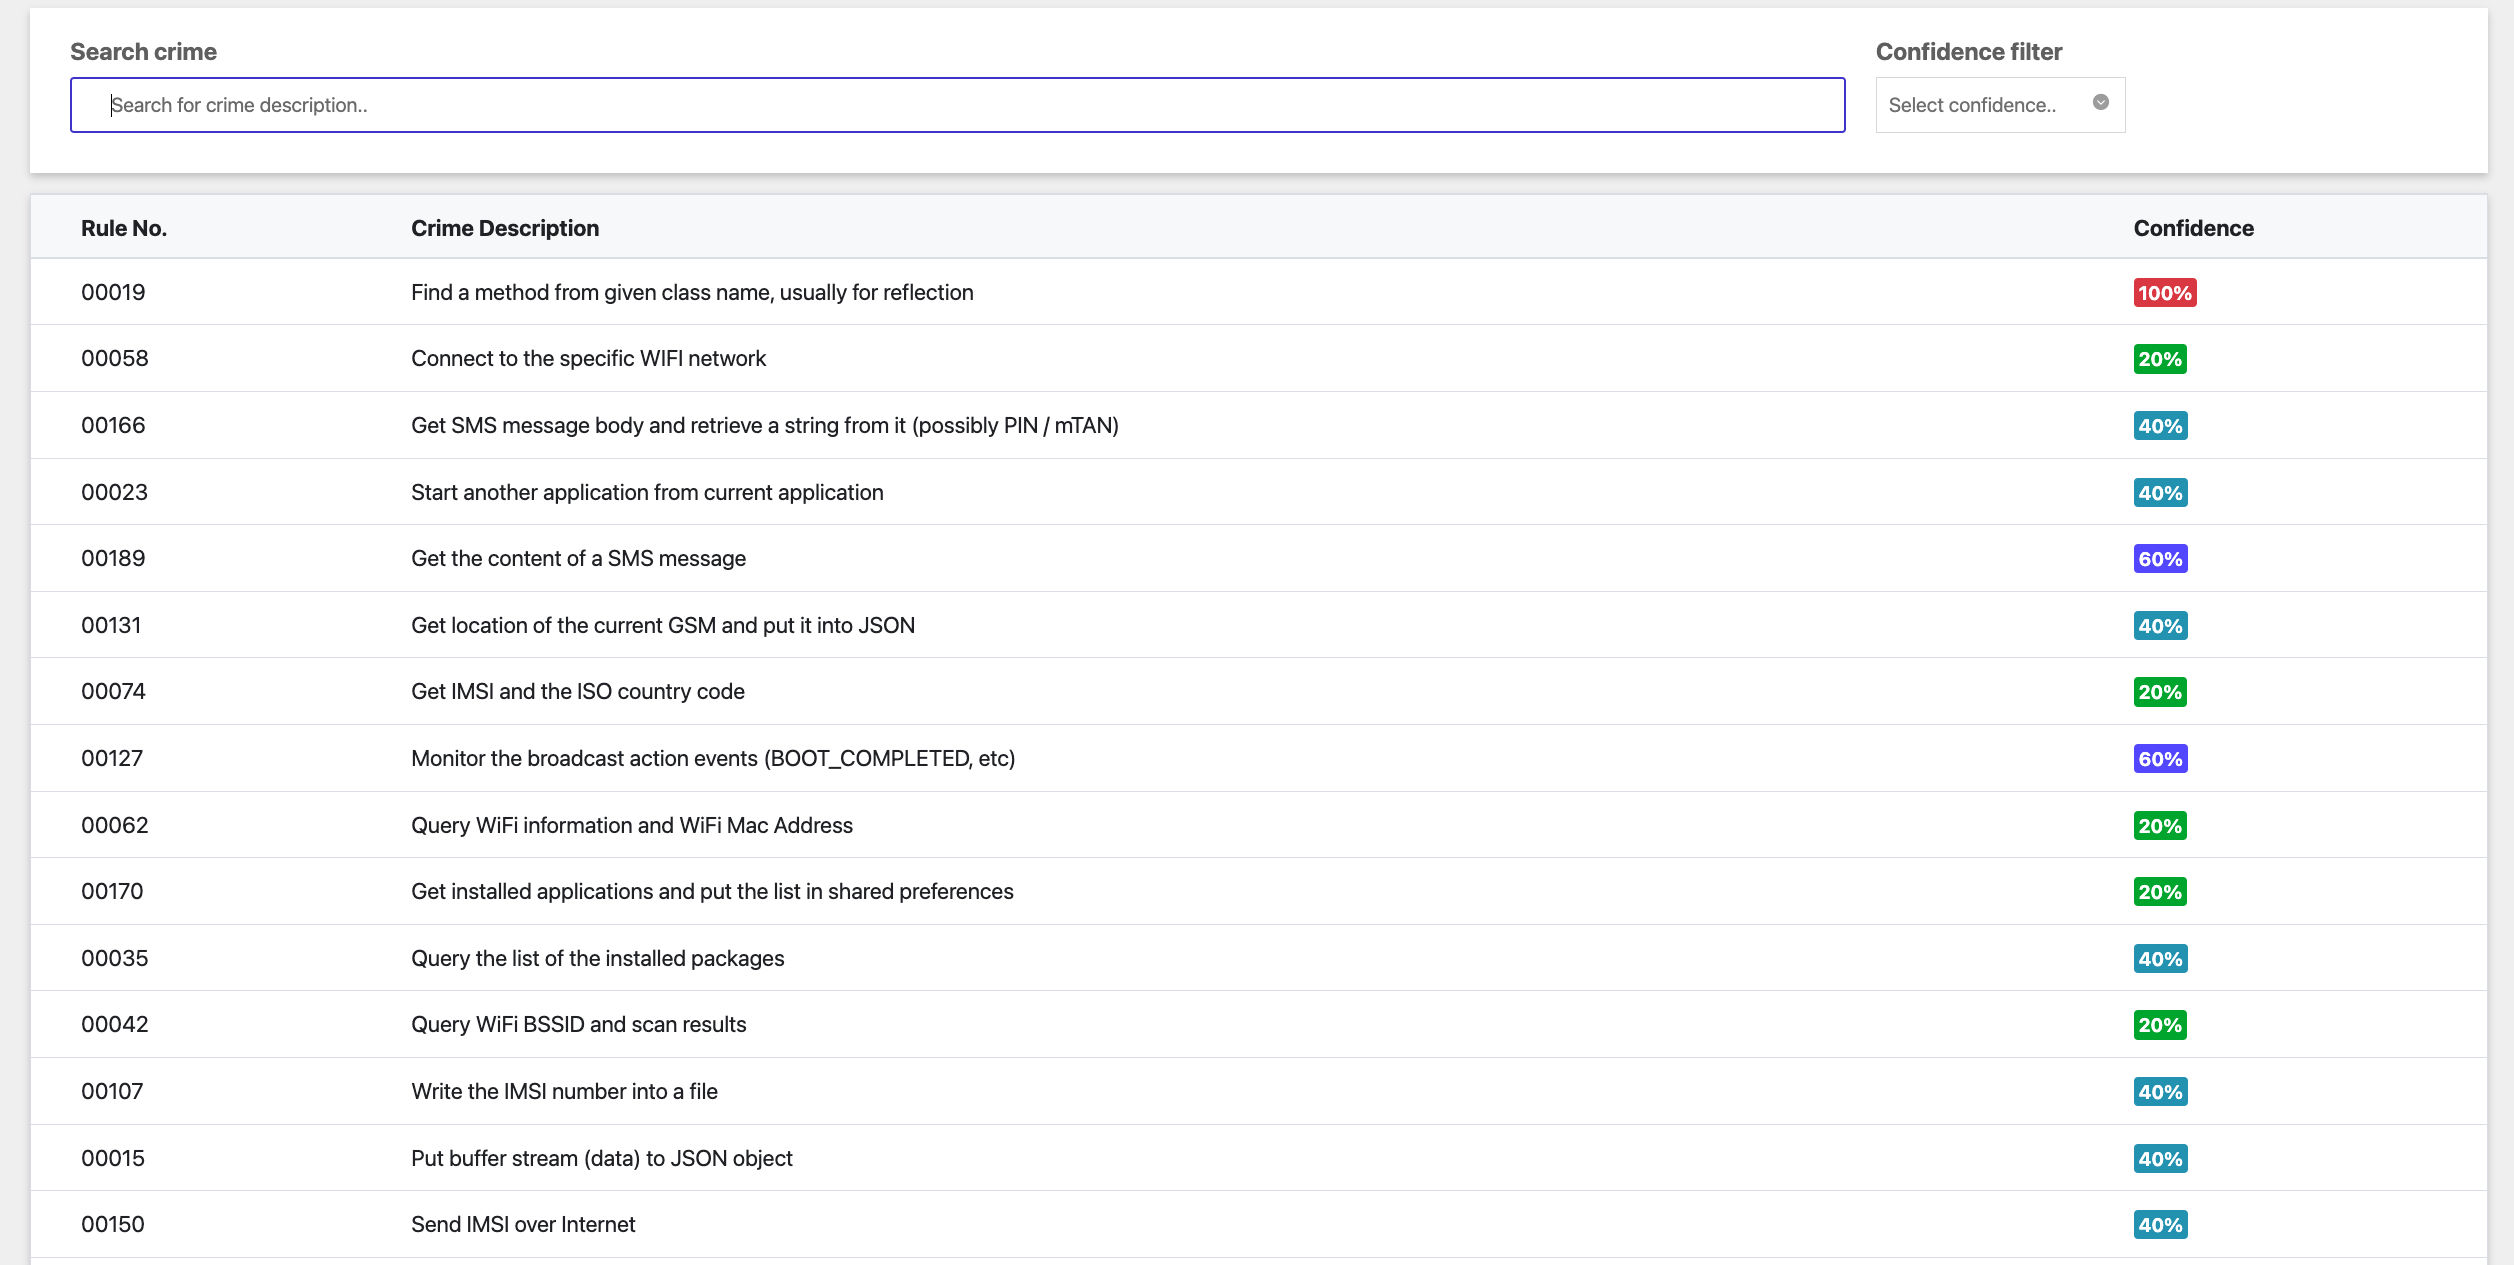 Search crime
Confidence filter
Search for crime description..
Select confidence..
Rule No. Crime Description Confidence
00019 Find a method from given class name, usually for reflection 100%
00058 Connect to the specific WIFI network 20%
00166 Get SMS message body and retrieve a string from it (possibly PIN / mTAN) 40%
00023 Start another application from current application 40%
00189 Get the content of a SMS message 60%
00131 Get location of the current GSM and put it into JSON 40%
00074 Get IMSI and the ISO country code 20%
00127 Monitor the broadcast action events (BOOT_COMPLETED, etc) 60%
00062 Query WiFi information and WiFi Mac Address 20%
00170 Get installed applications and put the list in shared preferences 20%
00035 Query the list of the installed packages 40%
00042 Query WiFi BSSID and scan results 20%
00107 Write the IMSI number into a file 40%
00015 Put buffer stream (data) to JSON object 40%
00150 Send IMSI over Internet 40%